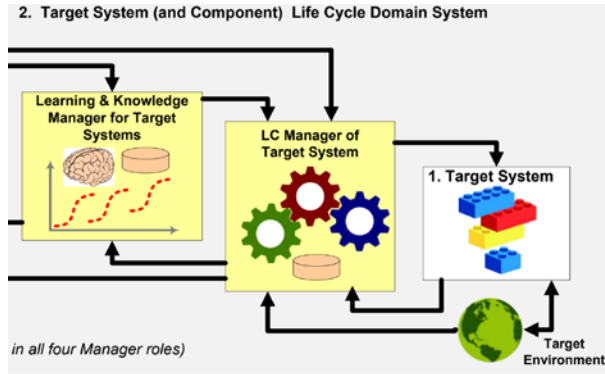 2. Target System (and Component) Life Cycle Domain System
Learning & Knowledge
Manager for Target
Systems
LC Manager of
Target System
1. Target System
in all four Manager roles)
Target
Environment